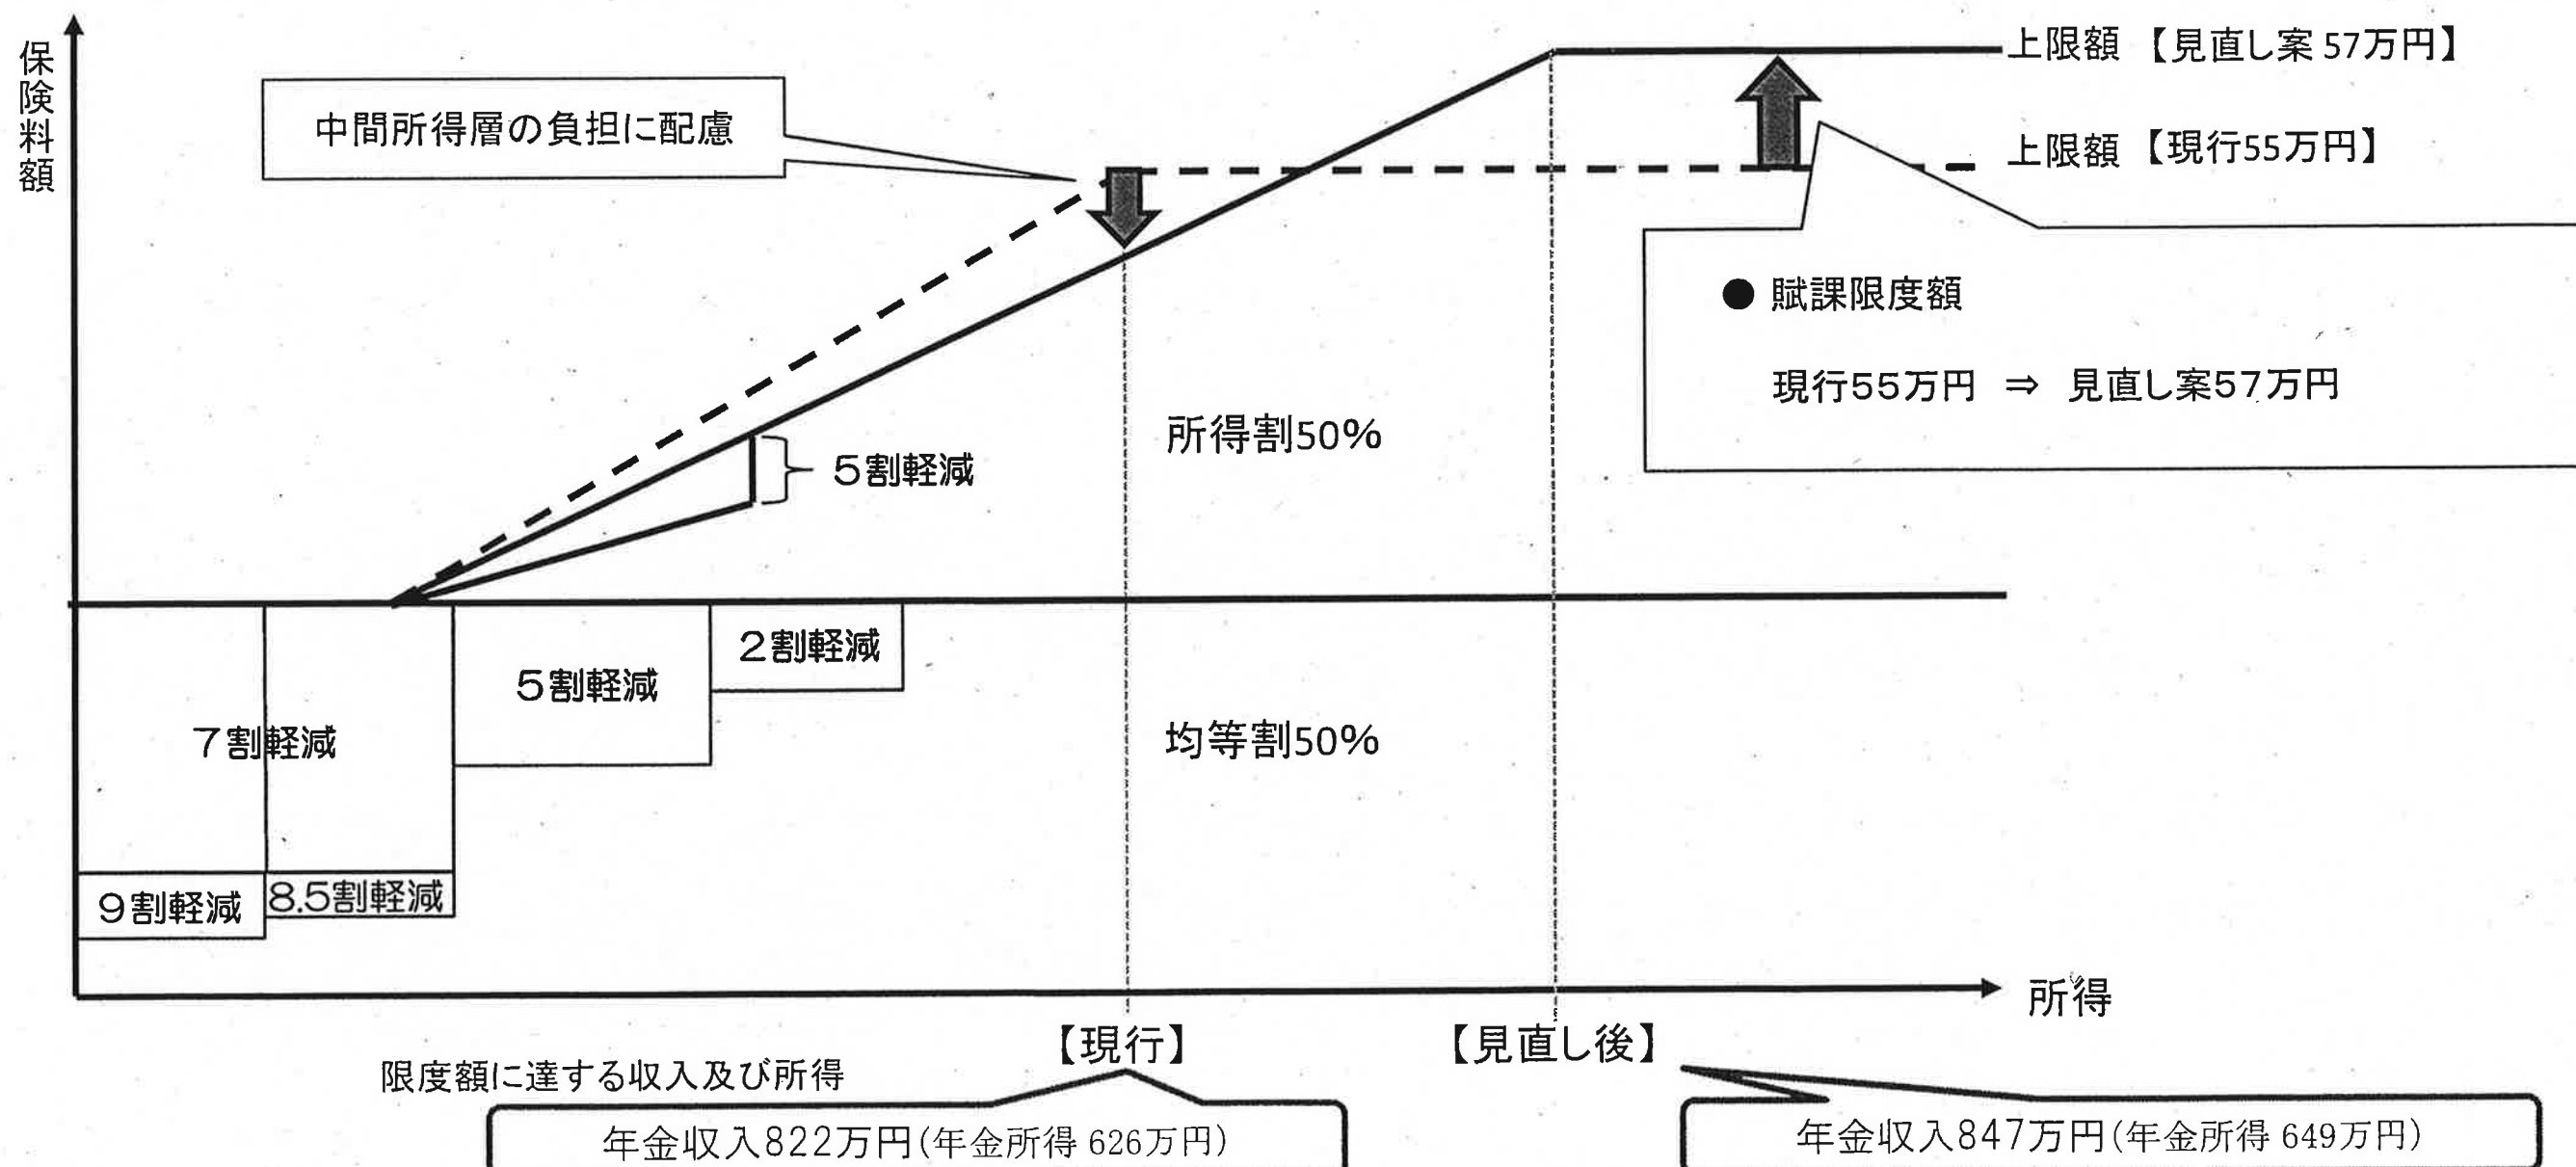 保険料額
上限額【見直し案 57万円】
中間所得層の負担に配慮
上限額【現行55万円】
● 賦課限度額
現行55万円 ⇒ 見直し案57万円
所得割50%
5割軽減
2割軽減
5割軽減
7割軽減
均等割50%
9割軽減
8.5割軽減
所得
【現行】
【見直し後】
限度額に達する収入及び所得
年金収入822万円(年金所得 626万円)
年金収入847万円(年金所得 649万円)